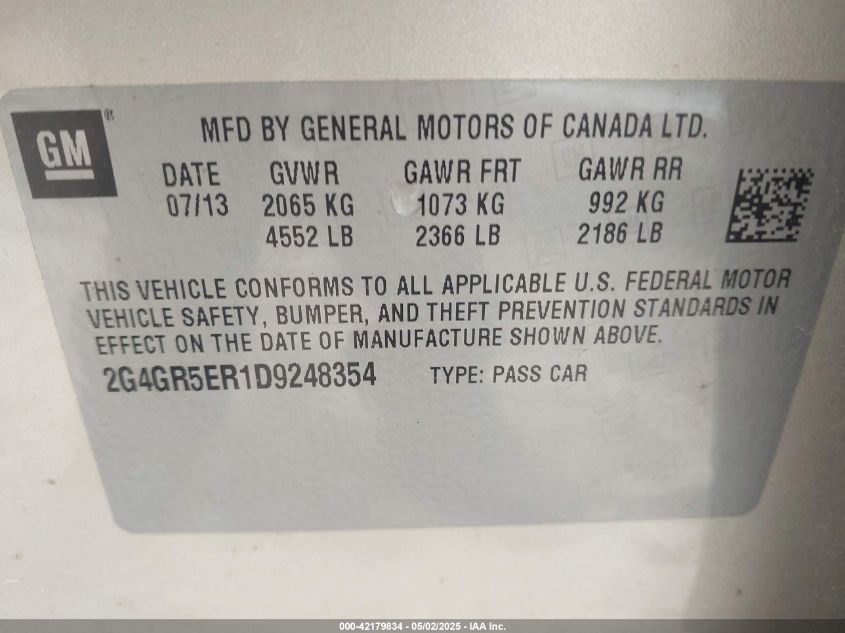 GM ®
MFD BY GENERAL MOTORS OF CANADA LTD.
DATE GVWR GAWR FRT GAWR RR
07/13 2065 KG 1073 KG 992 KG
4552 LB 2366 LB 2186 LB
THIS VEHICLE CONFORMS TO ALL APPLICABLE U.S. FEDERAL MOTOR
VEHICLE SAFETY, BUMPER, AND THEFT PREVENTION STANDARDS IN
EFFECT ON THE DATE OF MANUFACTURE SHOWN ABOVE.
2G4GR5ER1D9248354 TYPE: PASS CAR
000-42179834 - 05/02/2025 - IAA Inc.